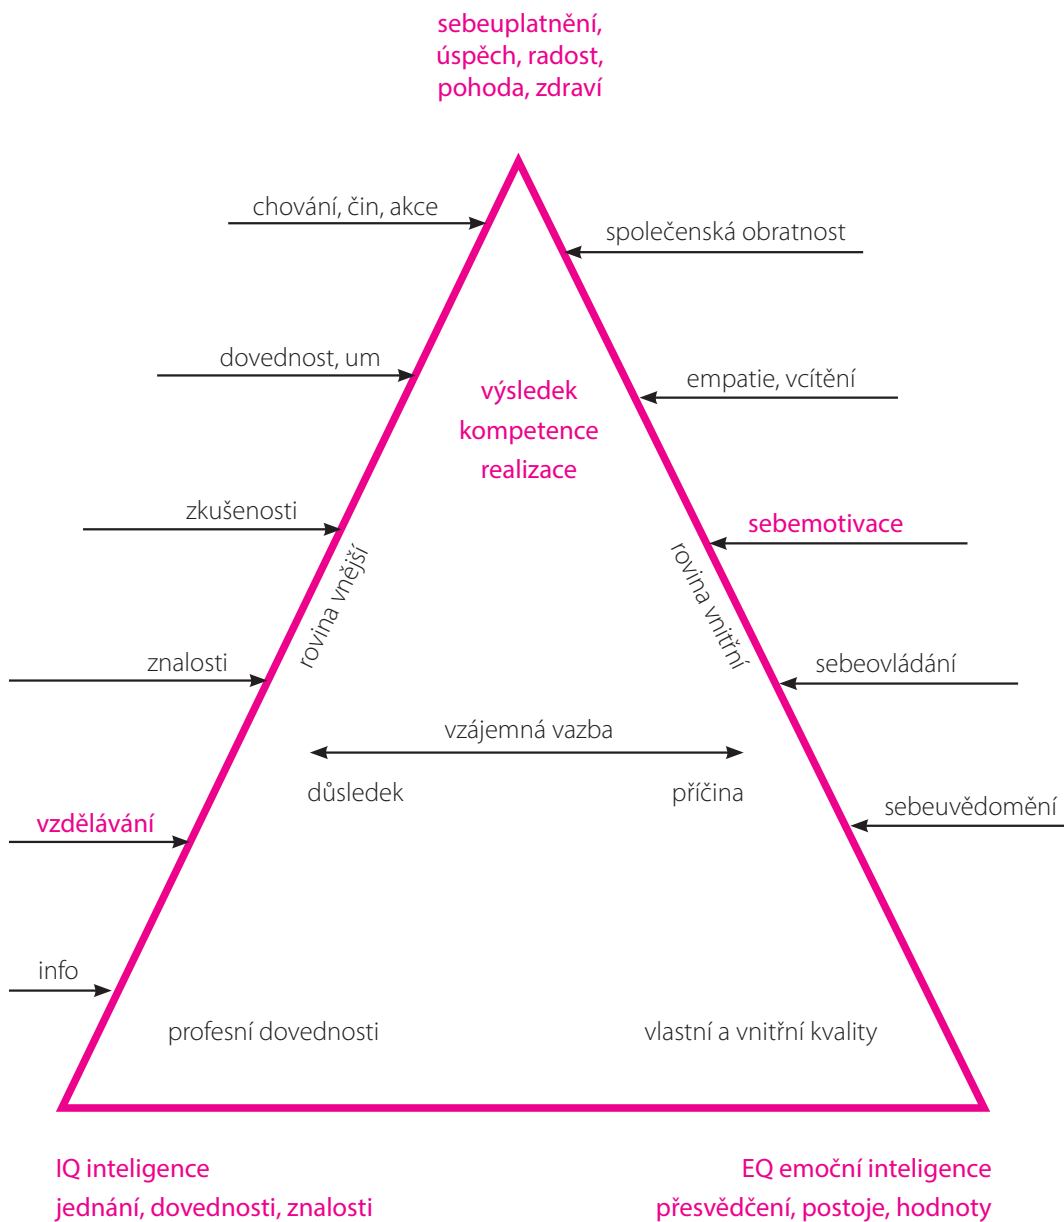 sebeuplatnění,
úspěch, radost,
pohoda, zdraví
chování, čin, akce
společenská obratnost
dovednost, um
empatie, vcítění
výsledek
kompetence
realizace
zkušenosti
sebemotivace
rovina vnější
rovina vnitřní
znalosti
sebeovládání
vzájemná vazba
důsledek
příčina
vzdělávání
sebeuvědomění
info
profesní dovednosti
vlastní a vnitřní kvality
IQ inteligence
jednání, dovednosti, znalosti
EQ emoční inteligence
přesvědčení, postoje, hodnoty